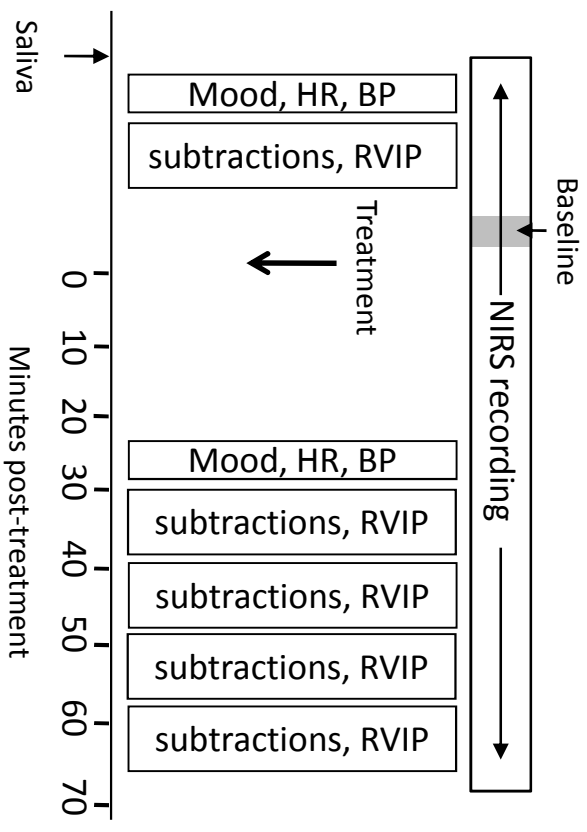 Saliva
Mood, HR, BP
subtractions, RVIP
Treatment
Baseline
NIRS recording
0
10
20
30
40
50
60
70
Minutes post-treatment
Mood, HR, BP
subtractions, RVIP
subtractions, RVIP
subtractions, RVIP
subtractions, RVIP